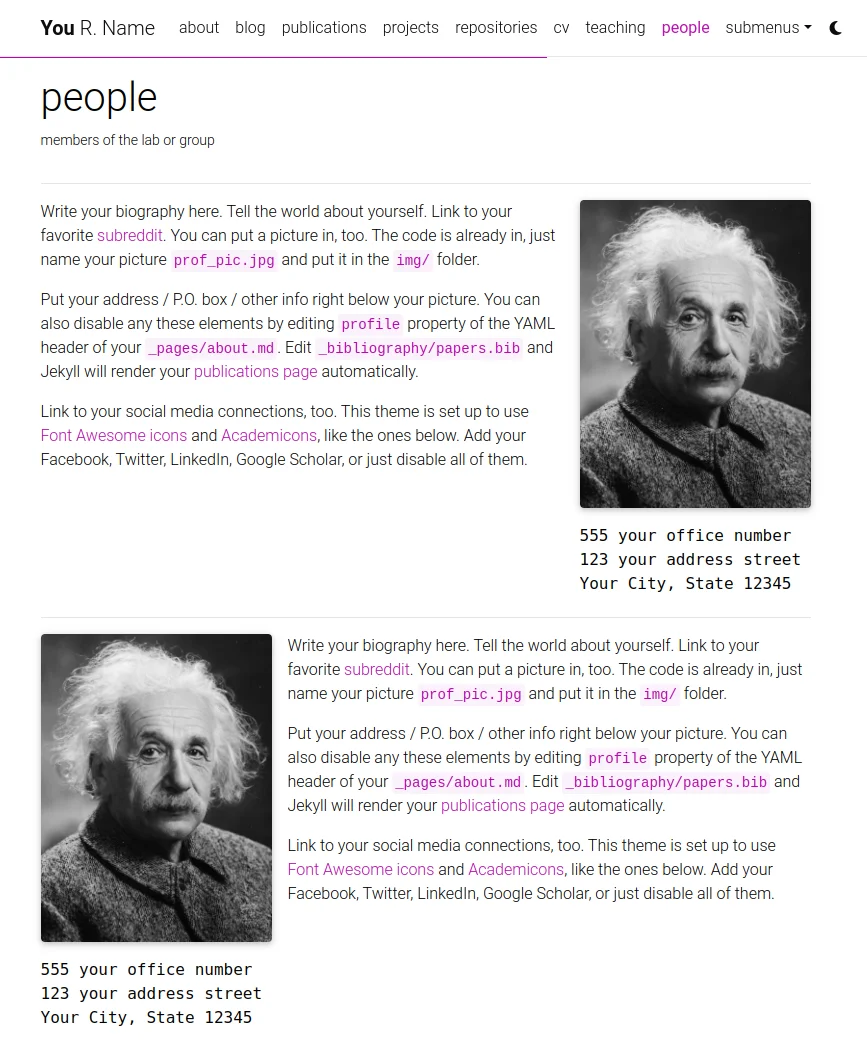 You R. Name about blog publications projects repositories cv teaching people submenus
people
members of the lab or group
Write your biography here. Tell the world about yourself. Link to your
favorite subreddit. You can put a picture in, too. The code is already in, just
name your picture prof_pic.jpg and put it in the img/ folder.
Put your address / P.O. box / other info right below your picture. You can
also disable any these elements by editing profile property of the YAML
header of your _pages/about.md. Edit _bibliography/papers.bib and
Jekyll will render your publications page automatically.
Link to your social media connections, too. This theme is set up to use
Font Awesome icons and Academicons, like the ones below. Add your
Facebook, Twitter, LinkedIn, Google Scholar, or just disable all of them.
555 your office number
123 your address street
Your City, State 12345
Write your biography here. Tell the world about yourself. Link to your
favorite subreddit. You can put a picture in, too. The code is already in, just
name your picture prof_pic.jpg and put it in the img/ folder.
Put your address / P.O. box / other info right below your picture. You can
also disable any these elements by editing profile property of the YAML
header of your _pages/about.md. Edit _bibliography/papers.bib and
Jekyll will render your publications page automatically.
Link to your social media connections, too. This theme is set up to use
Font Awesome icons and Academicons, like the ones below. Add your
Facebook, Twitter, LinkedIn, Google Scholar, or just disable all of them.
555 your office number
123 your address street
Your City, State 12345